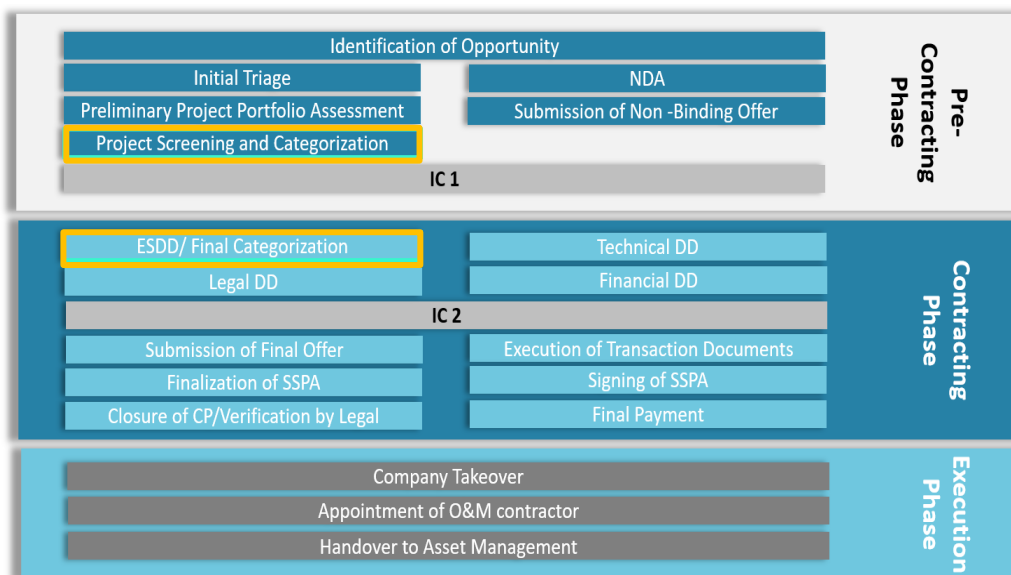 Identification of Opportunity
Initial Triage
NDA
Preliminary Project Portfolio Assessment
Submission of Non -Binding Offer
Project Screening and Categorization
IC 1
Pre-
Contracting
Phase
ESDD/ Final Categorization
Technical DD
Legal DD
Financial DD
IC 2
Submission of Final Offer
Execution of Transaction Documents
Finalization of SSPA
Signing of SSPA
Closure of CP/Verification by Legal
Final Payment
Contracting
Phase
Company Takeover
Appointment of O&M contractor
Handover to Asset Management
Execution
Phase